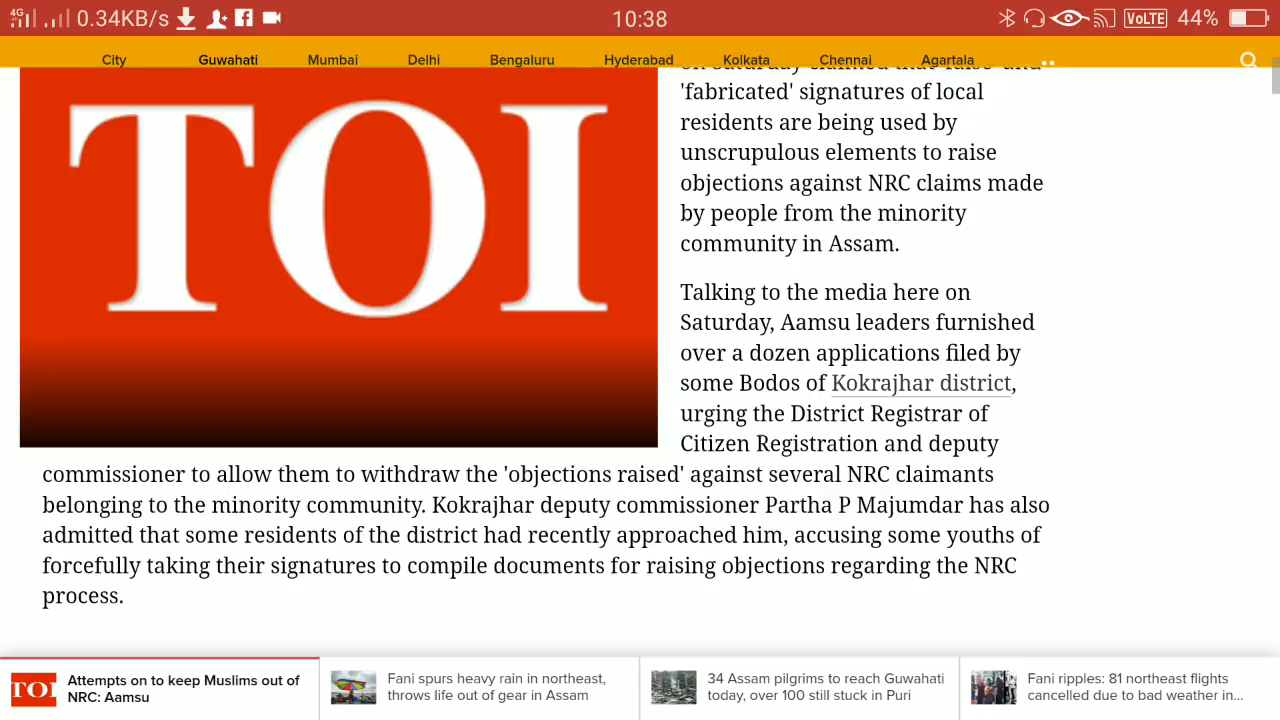 4G 0.34KB/s 10:38 VoLTE 44%
City Guwahati Mumbai Delhi Bengaluru Hyderabad Kolkata Chennai Agartala
TOI
on Saturday claimed that 'false' and
'fabricated' signatures of local
residents are being used by
unscrupulous elements to raise
objections against NRC claims made
by people from the minority
community in Assam.
Talking to the media here on
Saturday, Aamsu leaders furnished
over a dozen applications filed by
some Bodos of Kokrajhar district,
urging the District Registrar of
Citizen Registration and deputy
commissioner to allow them to withdraw the 'objections raised' against several NRC claimants
belonging to the minority community. Kokrajhar deputy commissioner Partha P Majumdar has also
admitted that some residents of the district had recently approached him, accusing some youths of
forcefully taking their signatures to compile documents for raising objections regarding the NRC
process.
TOI
Attempts on to keep Muslims out of
NRC: Aamsu
Fani spurs heavy rain in northeast,
throws life out of gear in Assam
34 Assam pilgrims to reach Guwahati
today, over 100 still stuck in Puri
Fani ripples: 81 northeast flights
cancelled due to bad weather in...